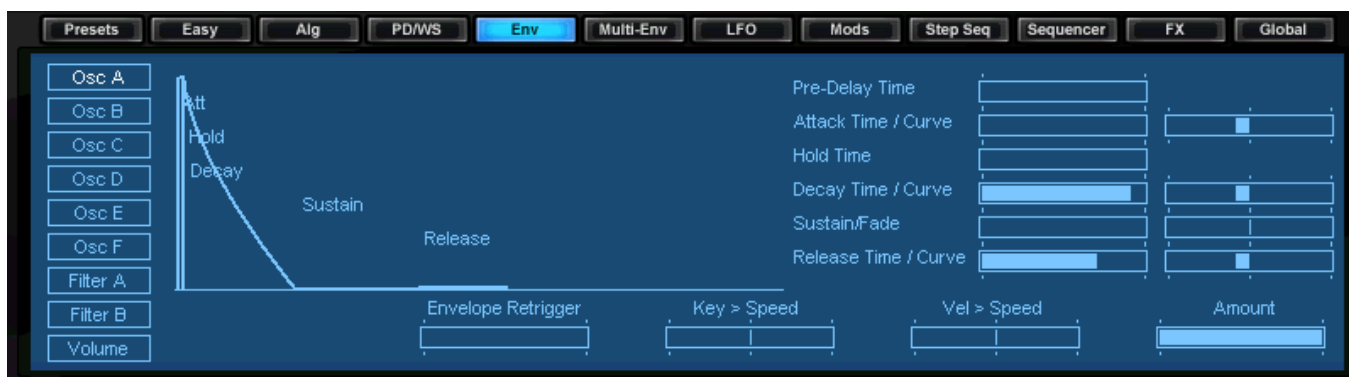 Presets Easy Alg PD/WS Env Multi-Env LFO Mods Step Seq Sequencer FX Global
Osc A
Osc B
Osc C
Osc D
Osc E
Osc F
Filter A
Filter B
Volume
Att
Hold
Decay
Sustain
Release
Pre-Delay Time
Attack Time / Curve
Hold Time
Decay Time / Curve
Sustain/Fade
Release Time / Curve
Envelope Retrigger Key > Speed Vel > Speed Amount